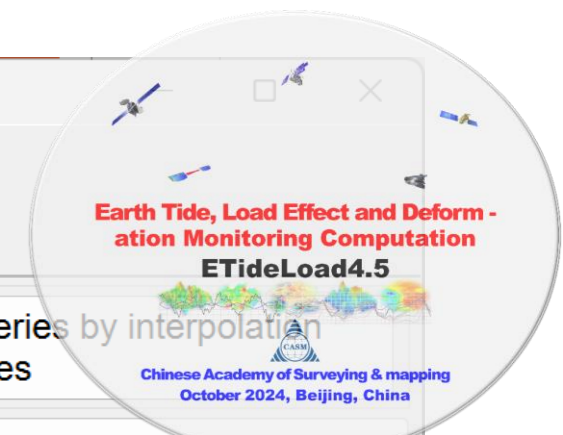 Earth Tide, Load Effect and Deform -
ation Monitoring Computation
ETideLoad4.5
eries by interpolation
es
CASM
Chinese Academy of Surveying & mapping
October 2024, Beijing, China